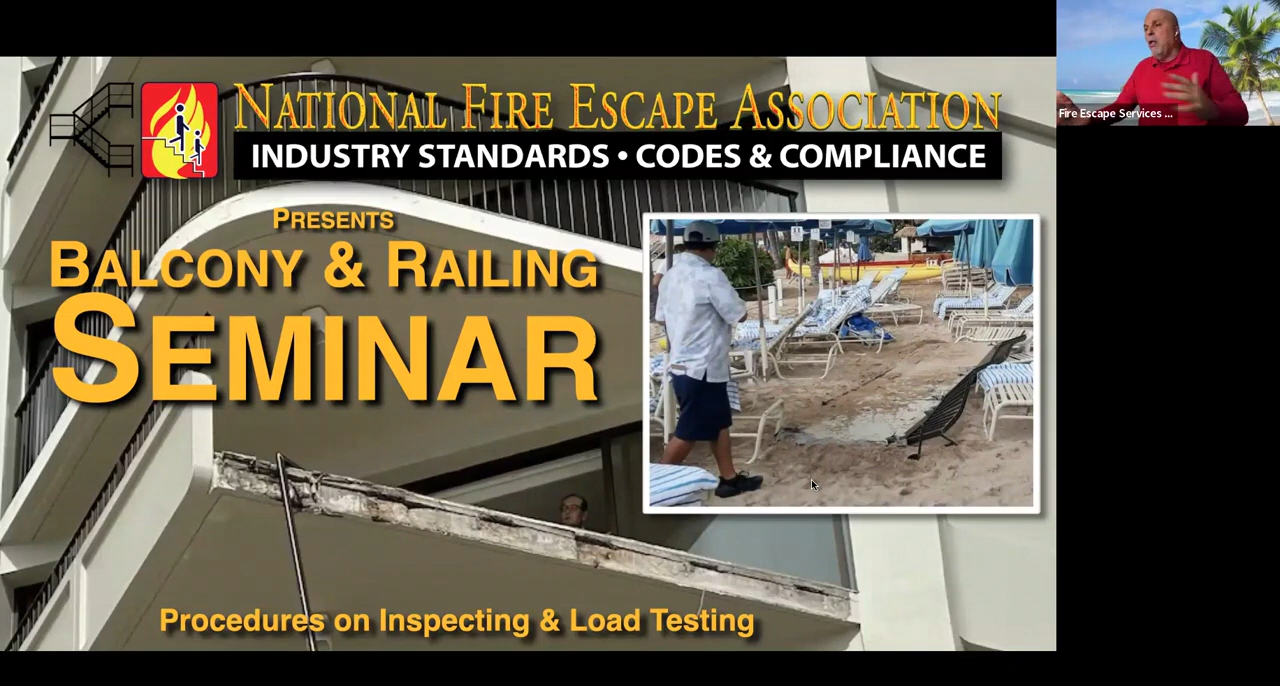 NATIONAL FIRE ESCAPE ASSOCIATION
INDUSTRY STANDARDS • CODES & COMPLIANCE
PRESENTS
BALCONY & RAILING
SEMINAR
Procedures on Inspecting & Load Testing
Fire Escape Services ...